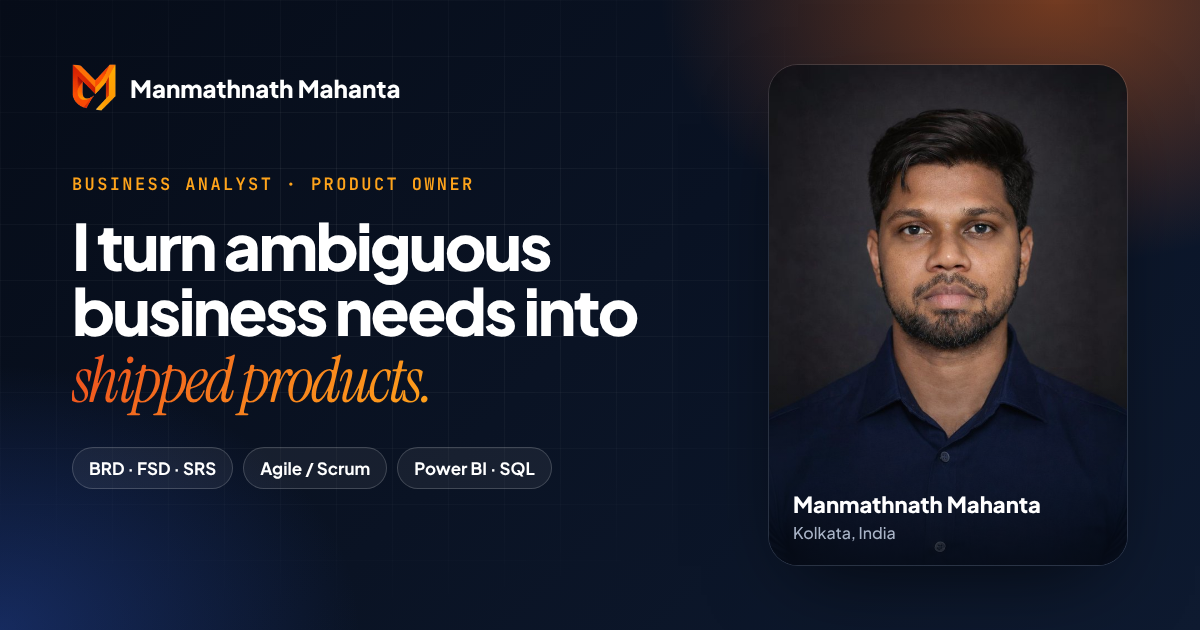 Manmathnath Mahanta
BUSINESS ANALYST · PRODUCT OWNER
I turn ambiguous
business needs into
shipped products.
BRD · FSD · SRS
Agile / Scrum
Power BI · SQL
Manmathnath Mahanta
Kolkata, India